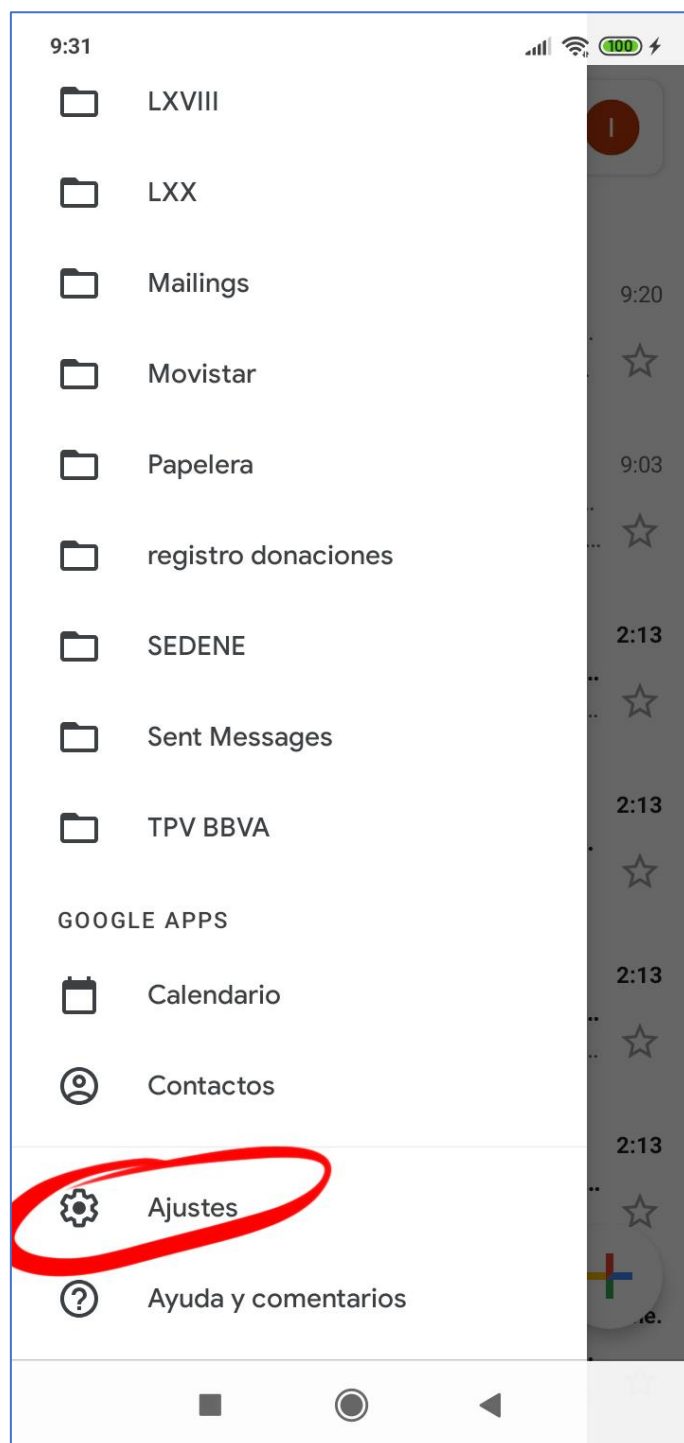 9:31
100
LXVIII
I
LXX
Mailings
9:20
Movistar
Papelera
9:03
registro donaciones
SEDENE
2:13
Sent Messages
TPV BBVA
2:13
GOOGLE APPS
Calendario
2:13
Contactos
2:13
Ajustes
Ayuda y comentarios